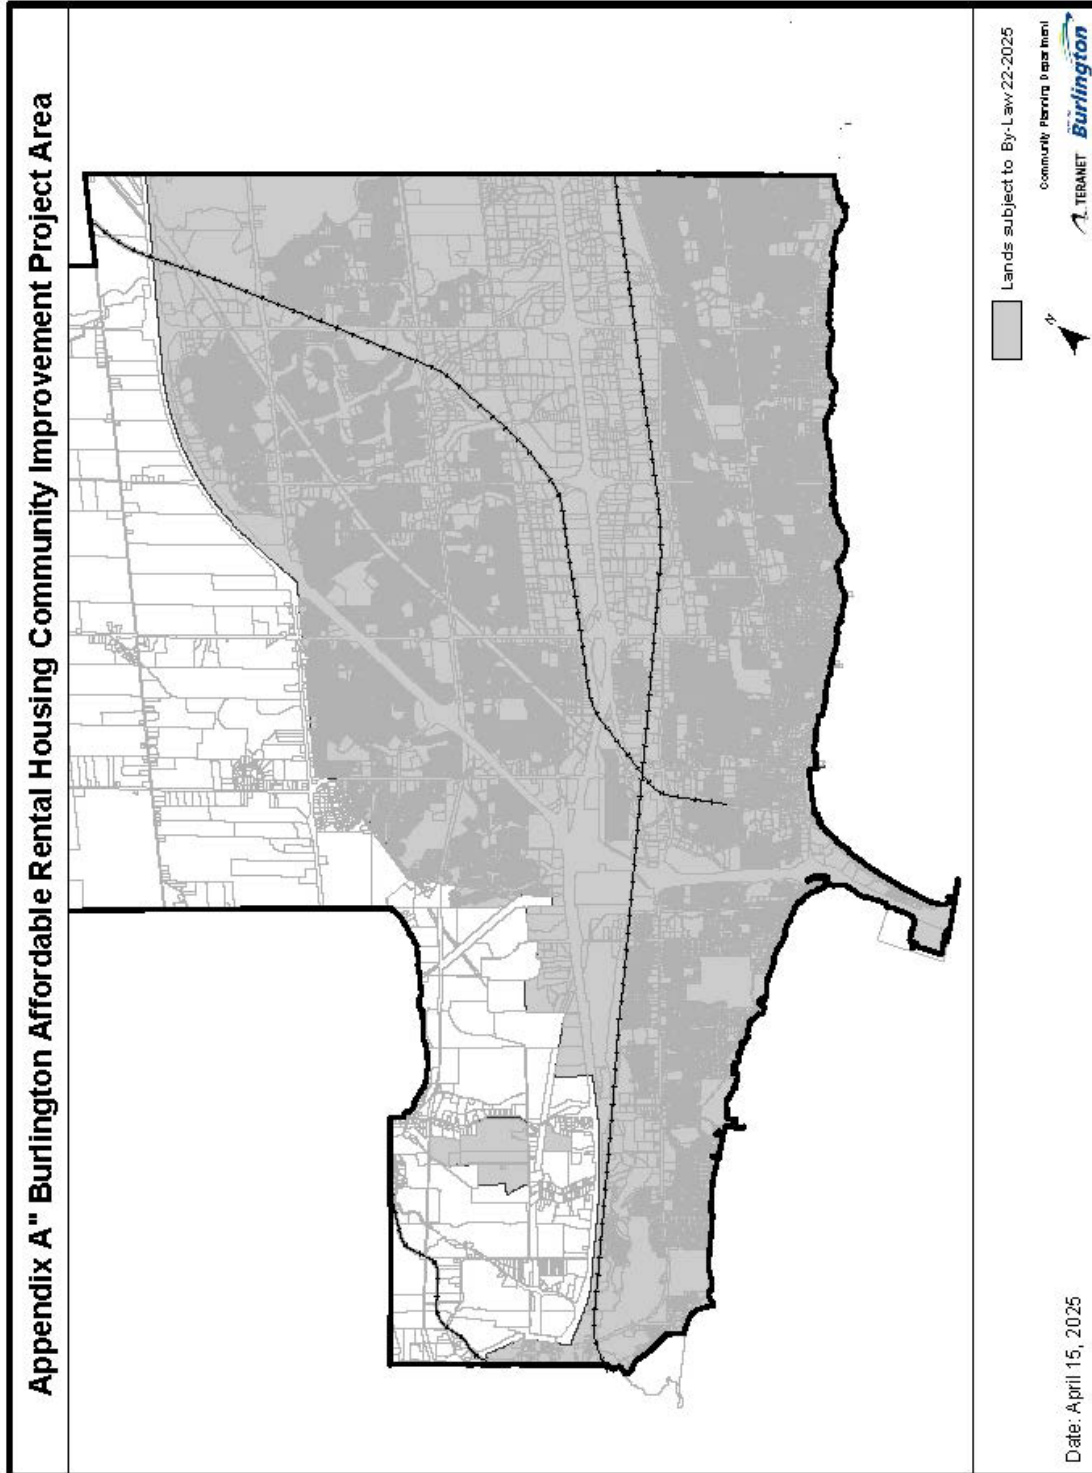 Appendix A" Burlington Affordable Rental Housing Community Improvement Project Area
Lands subject to By-Law 22-2025
N
Community Planning Department
TERANET
Burlington
Date: April 15, 2025